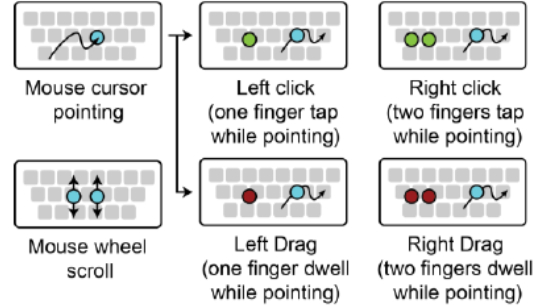 Mouse cursor
pointing
Left click
(one finger tap
while pointing)
Right click
(two fingers tap
while pointing)
Mouse wheel
scroll
Left Drag
(one finger dwell
while pointing)
Right Drag
(two fingers dwell
while pointing)